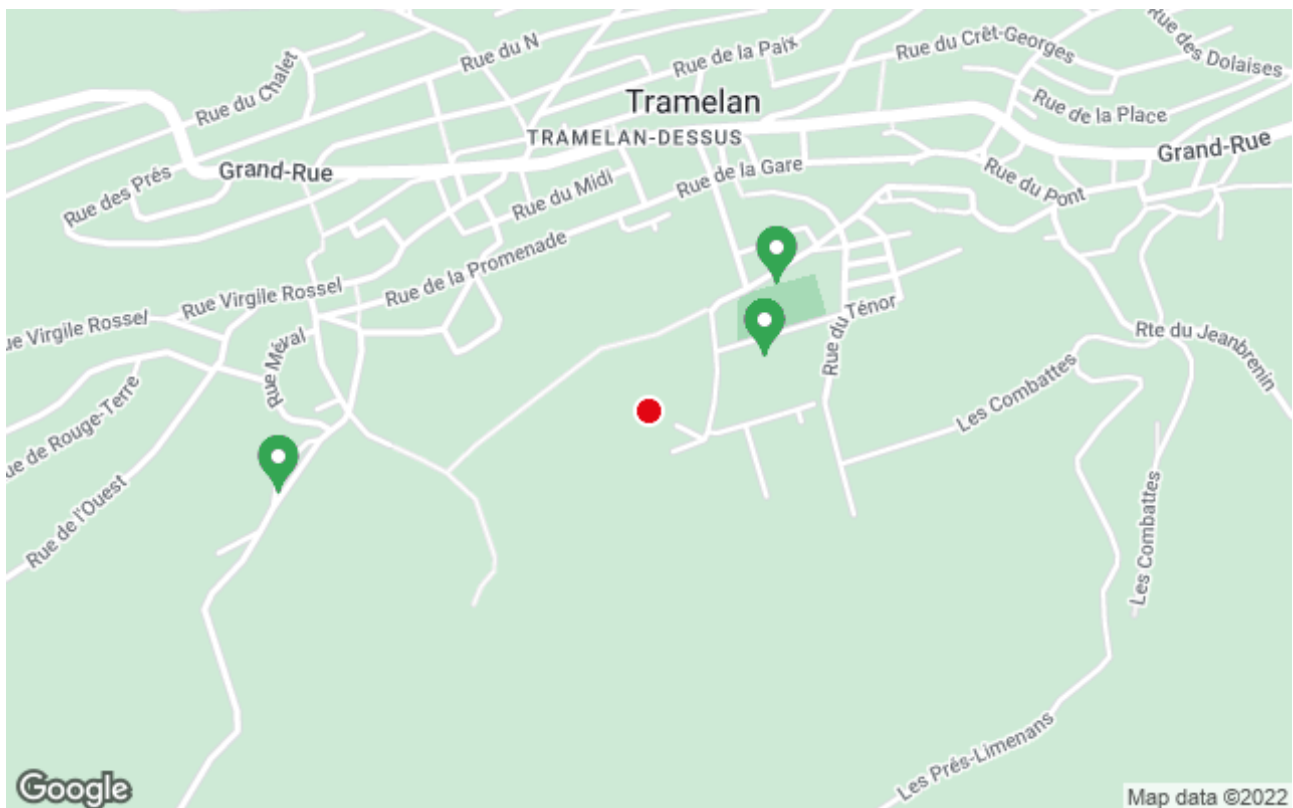 Rue des Dolaises
Rue du N
Rue de la Paix
Rue du Crêt-Georges
Rue du Chalet
Tramelan
Rue de la Place
TRAMELAN-DESSUS
Grand-Rue
Grand-Rue
Rue de la Gare
Rue des Prés
Rue du Midi
Rue du Pont
Rue de la Promenade
Rue Virgile Rossel
ue Virgile Rossel
Rue du Ténor
Rte du Jeanbrenin
Rue Méval
Les Combattes
ue de Rouge-Terre
Rue de l'Ouest
Les Combattes
Les Prés-Limenans
Google
Map data ©2022